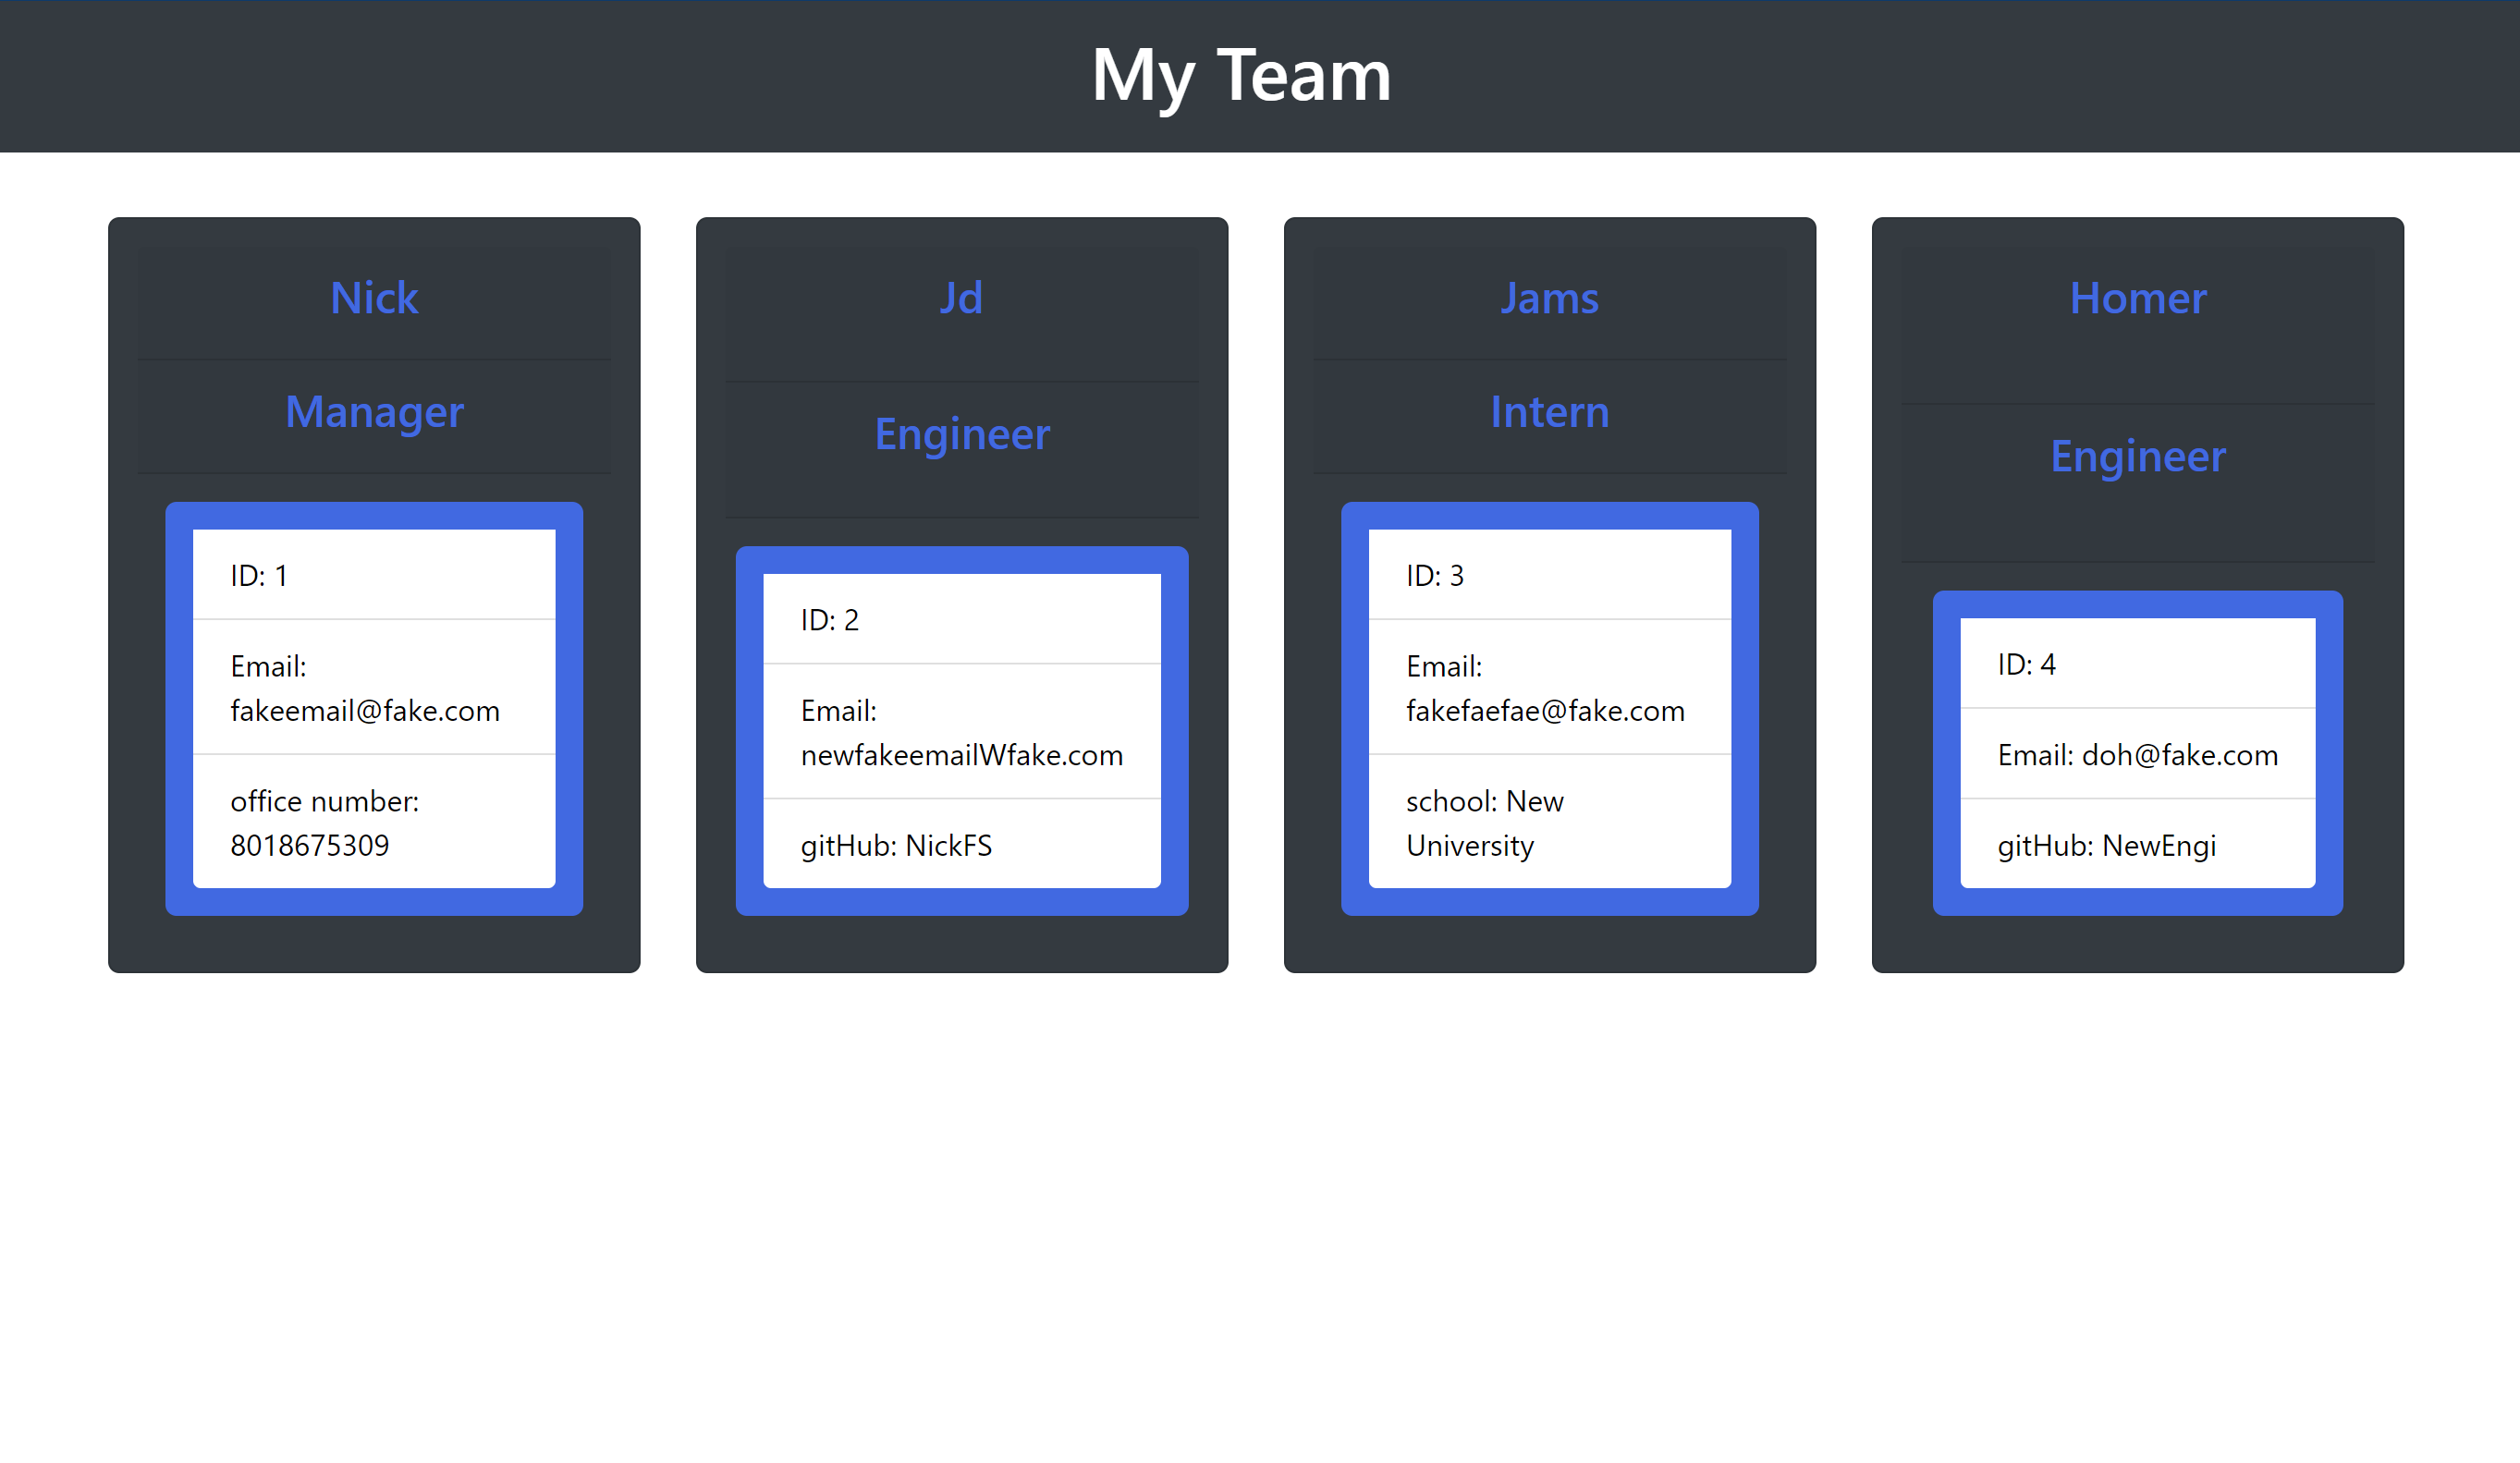 My Team
Nick
Manager
ID: 1
Email:
fakeemail@fake.com
office number:
8018675309
Jd
Engineer
ID: 2
Email:
newfakeemailWfake.com
gitHub: NickFS
Jams
Intern
ID: 3
Email:
fakefaefae@fake.com
school: New
University
Homer
Engineer
ID: 4
Email: doh@fake.com
gitHub: NewEngi